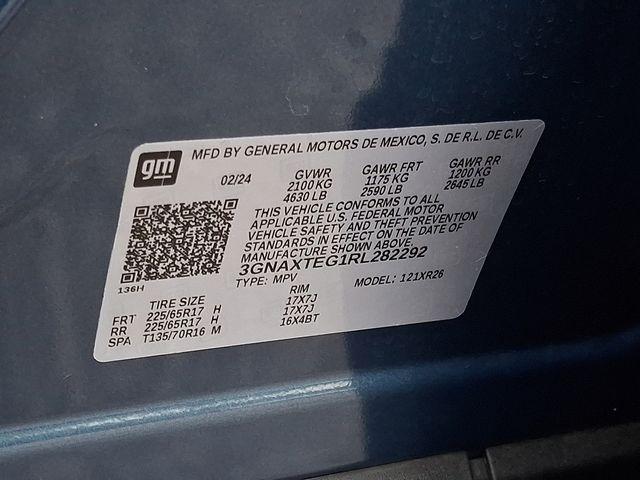 gm MFD BY GENERAL MOTORS DE MEXICO, S. DE R.L. DE C.V.
02/24 GVWR GAWR FRT GAWR RR
2100 KG 1175 KG 1200 KG
4630 LB 2590 LB 2645 LB
THIS VEHICLE CONFORMS TO ALL
APPLICABLE U.S. FEDERAL MOTOR
VEHICLE SAFETY AND THEFT PREVENTION
STANDARDS IN EFFECT ON THE DATE OF
MANUFACTURE SHOWN ABOVE.
3GNAXTEG1RL282292
136H TYPE: MPV MODEL: 121XR26
TIRE SIZE RIM
FRT 225/65R17 H 17X7J
RR 225/65R17 H 17X7J
SPA T135/70R16 M 16X4BT